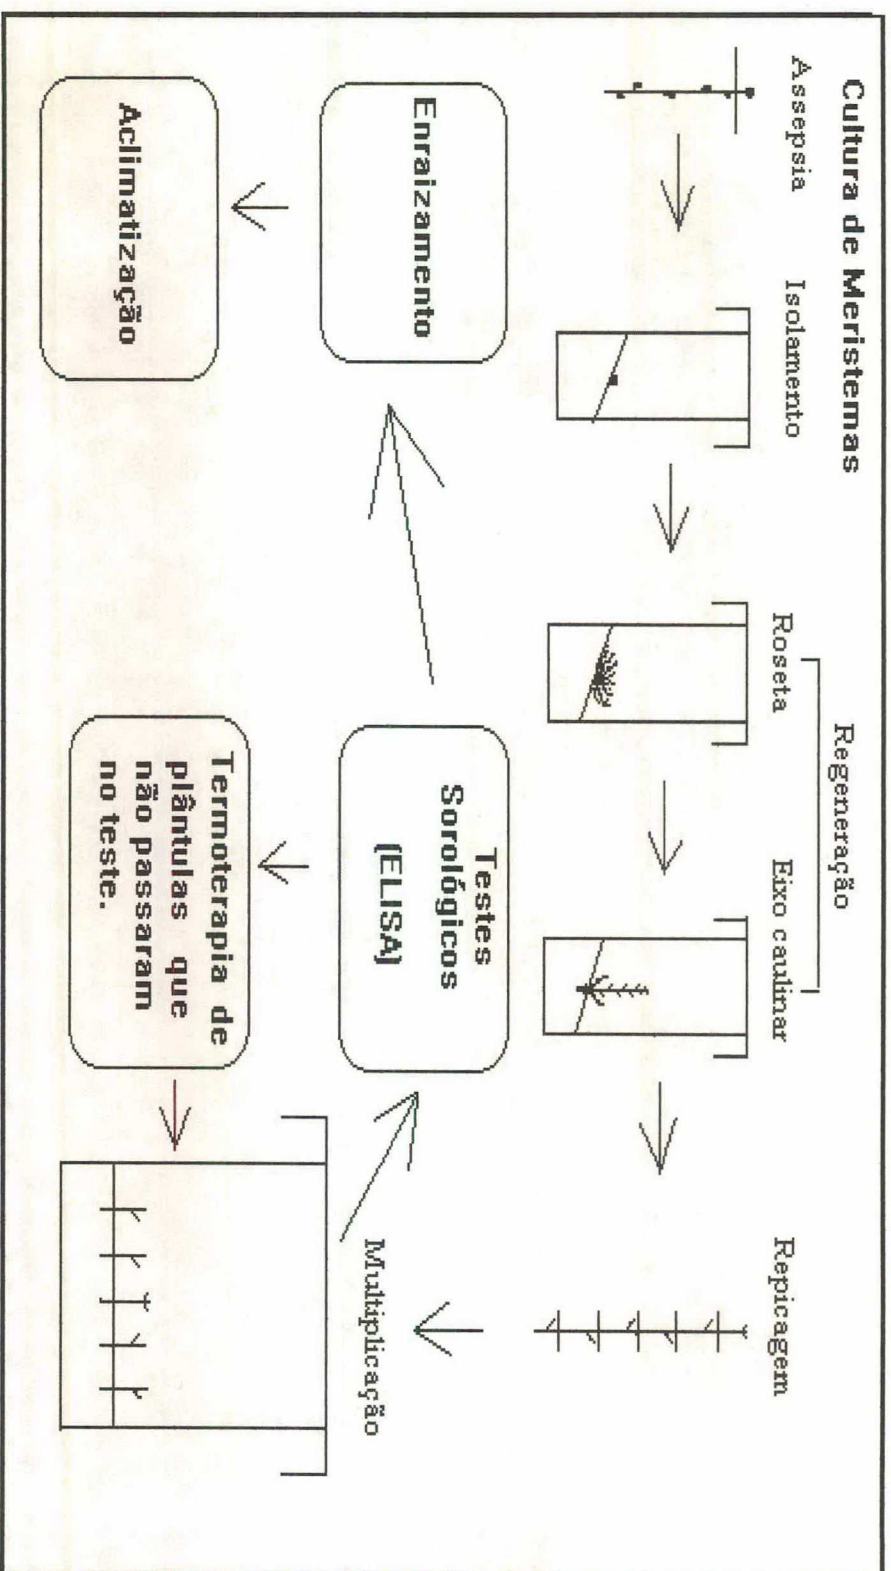 Cultura de Meristemas
Regeneração
Assepsia
Isolamento
Roseta
Eixo caulinar
Repicagem
Multiplicação
Testes
Sorológicos
(ELISA)
Enraizamento
Aclimatização
Termoterapia de
plântulas que
não passaram
no teste.